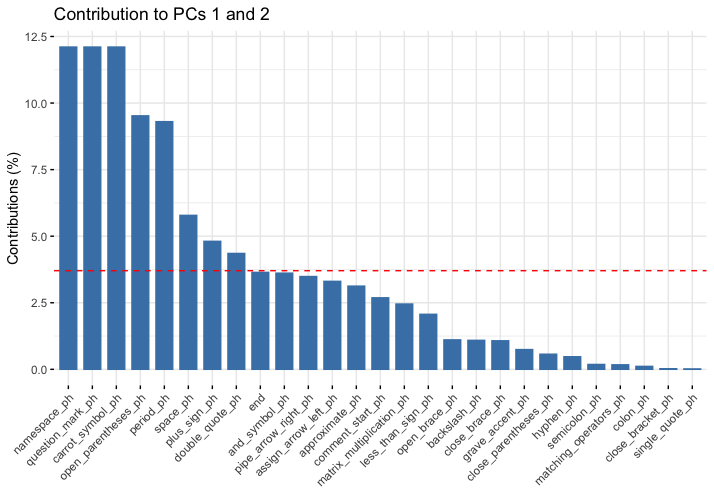 Contribution to PCs 1 and 2
Contributions (%)
12.5
10.0
7.5
5.0
2.5
0.0
namespace_ph
question_mark_ph
carrot_symbol_ph
open_parentheses_ph
period_ph
space_ph
plus_sign_ph
double_quote_ph
end
and_symbol_ph
pipe_arrow_right_ph
assign_arrow_left_ph
approximate_ph
comment_start_ph
matrix_multiplication_ph
less_than_sign_ph
open_brace_ph
backslash_ph
close_brace_ph
grave_accent_ph
close_parentheses_ph
hyphen_ph
semicolon_ph
matching_operators_ph
colon_ph
close_bracket_ph
single_quote_ph